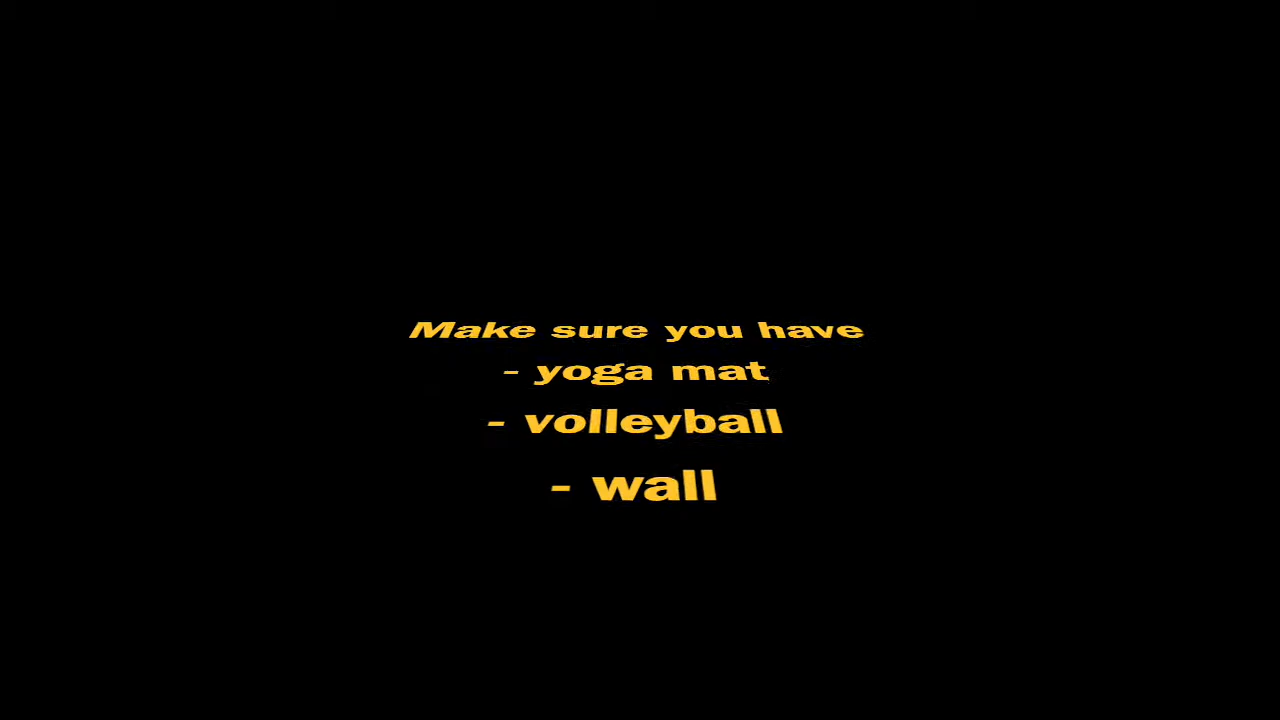 Make sure you have
- yoga mat
- volleyball
- wall